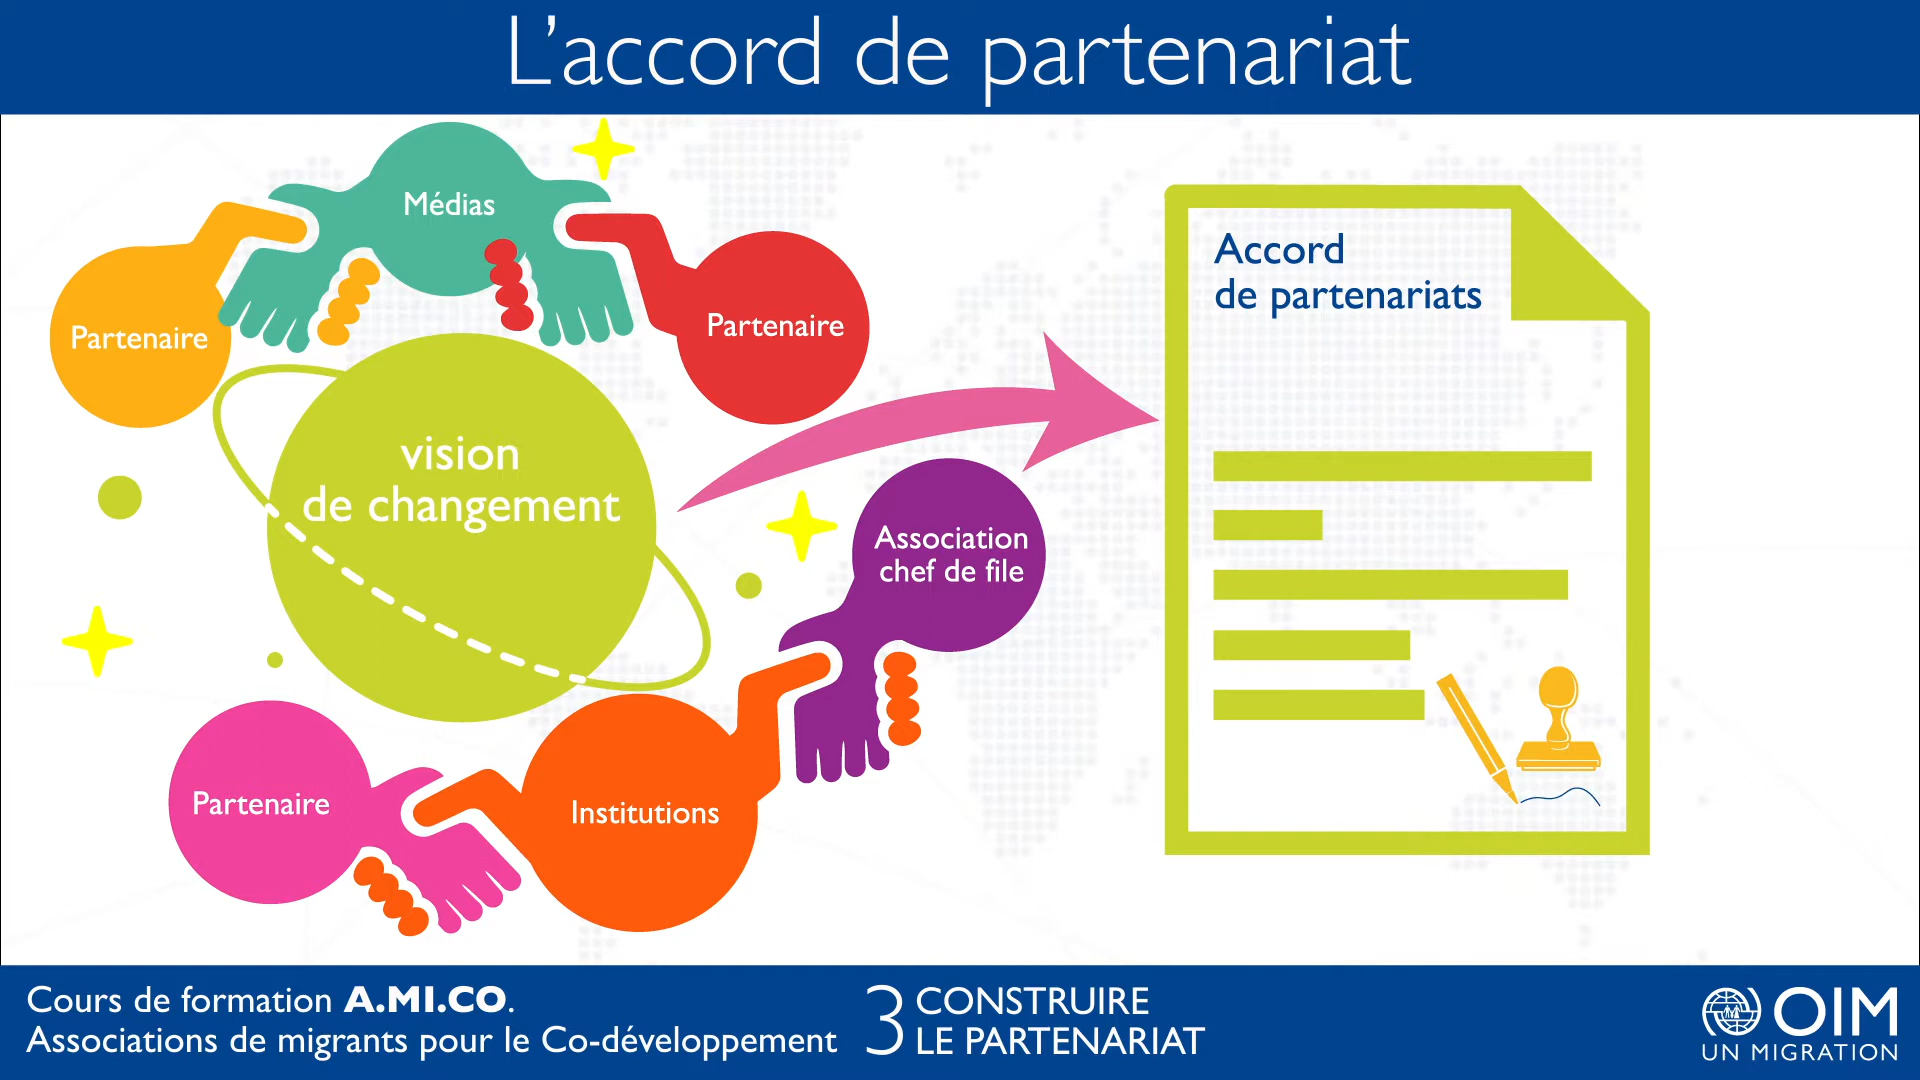 L’accord de partenariat
Médias
Partenaire
Partenaire
vision
de changement
Association
chef de file
Partenaire
Institutions
Accord
de partenariats
Cours de formation A.MI.CO.
Associations de migrants pour le Co-développement
3 CONSTRUIRE
LE PARTENARIAT
OIM
UN MIGRATION